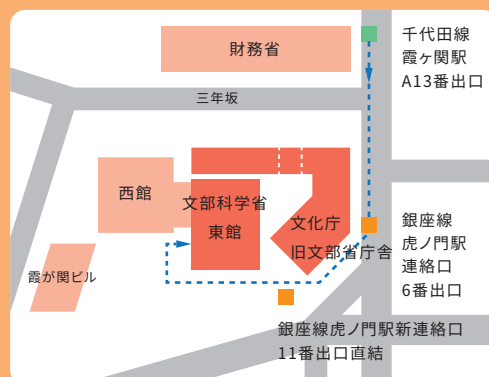 財務省
千代田線
霞ヶ関駅
A13番出口
三年坂
西館
文部科学省
東館
文化庁
旧文部省庁舎
銀座線
虎ノ門駅
連絡口
6番出口
霞が関ビル
銀座線虎ノ門駅新連絡口
11番出口直結